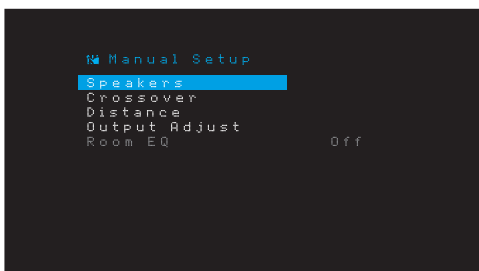 Manual Setup
Speakers
Crossover
Distance
Output Adjust
Room EQ Off